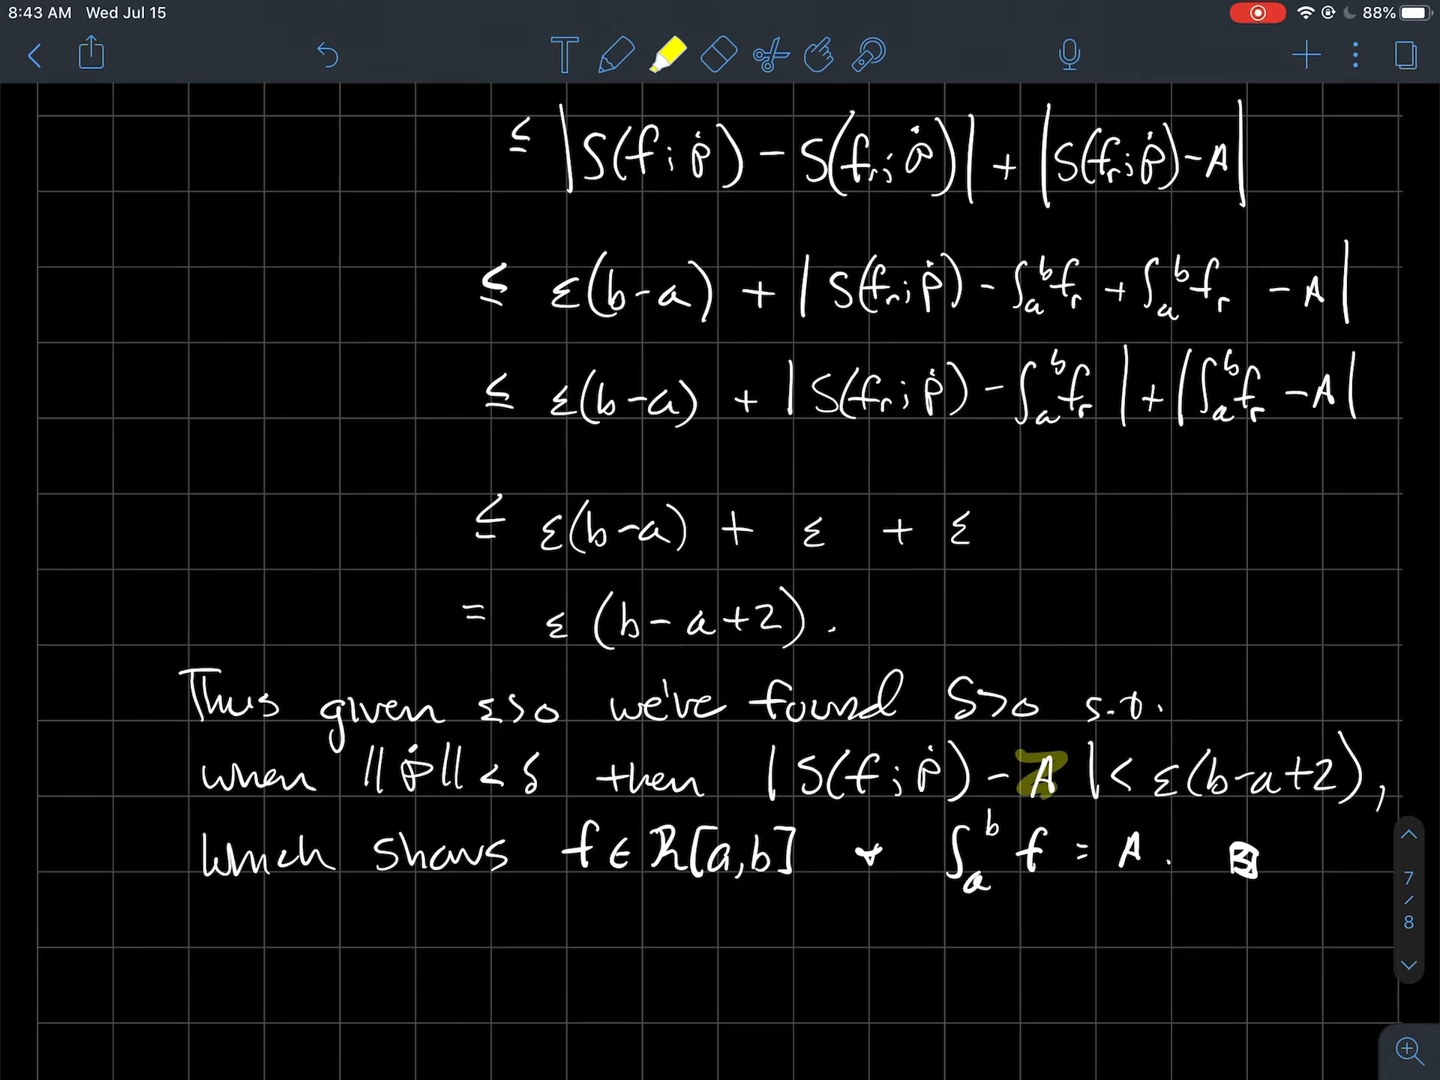 8:43 AM Wed Jul 15 88%
≤ |S(f; Ṗ) − S(fᵣ; Ṗ)| + |S(fᵣ; Ṗ) − A|
≤ ε(b−a) + |S(fᵣ; Ṗ) − ∫ₐᵇ fᵣ + ∫ₐᵇ fᵣ − A|
≤ ε(b−a) + |S(fᵣ; Ṗ) − ∫ₐᵇ fᵣ| + |∫ₐᵇ fᵣ − A|
≤ ε(b−a) + ε + ε
= ε(b−a+2).
Thus given ε>0 we've found δ>0 s.t.
when ||Ṗ|| < δ then |S(f; Ṗ) − A| < ε(b−a+2),
which shows f ∈ R[a,b] + ∫ₐᵇ f = A.
7
/
8